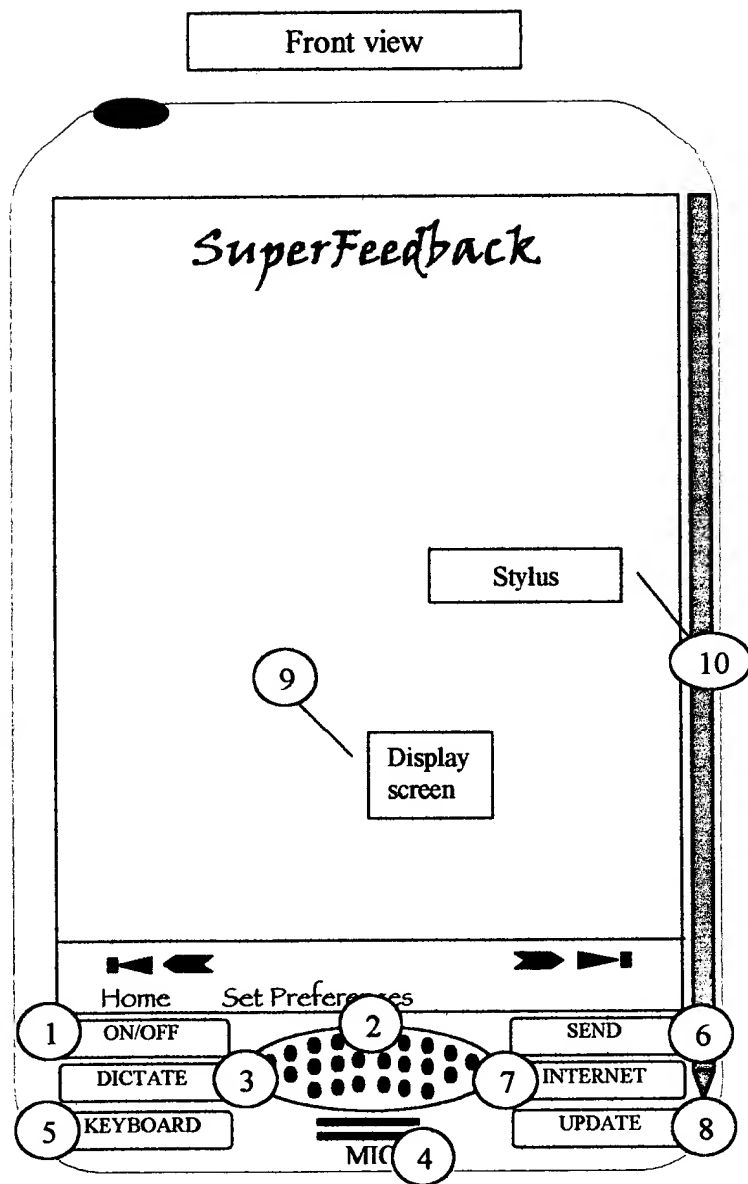 Front view
SuperFeedback
Stylus
10
9
Display
screen
Home Set Preferences
1 ON/OFF 2 SEND 6
DICTATE 3 7 INTERNET
5 KEYBOARD UPDATE 8
MIC 4